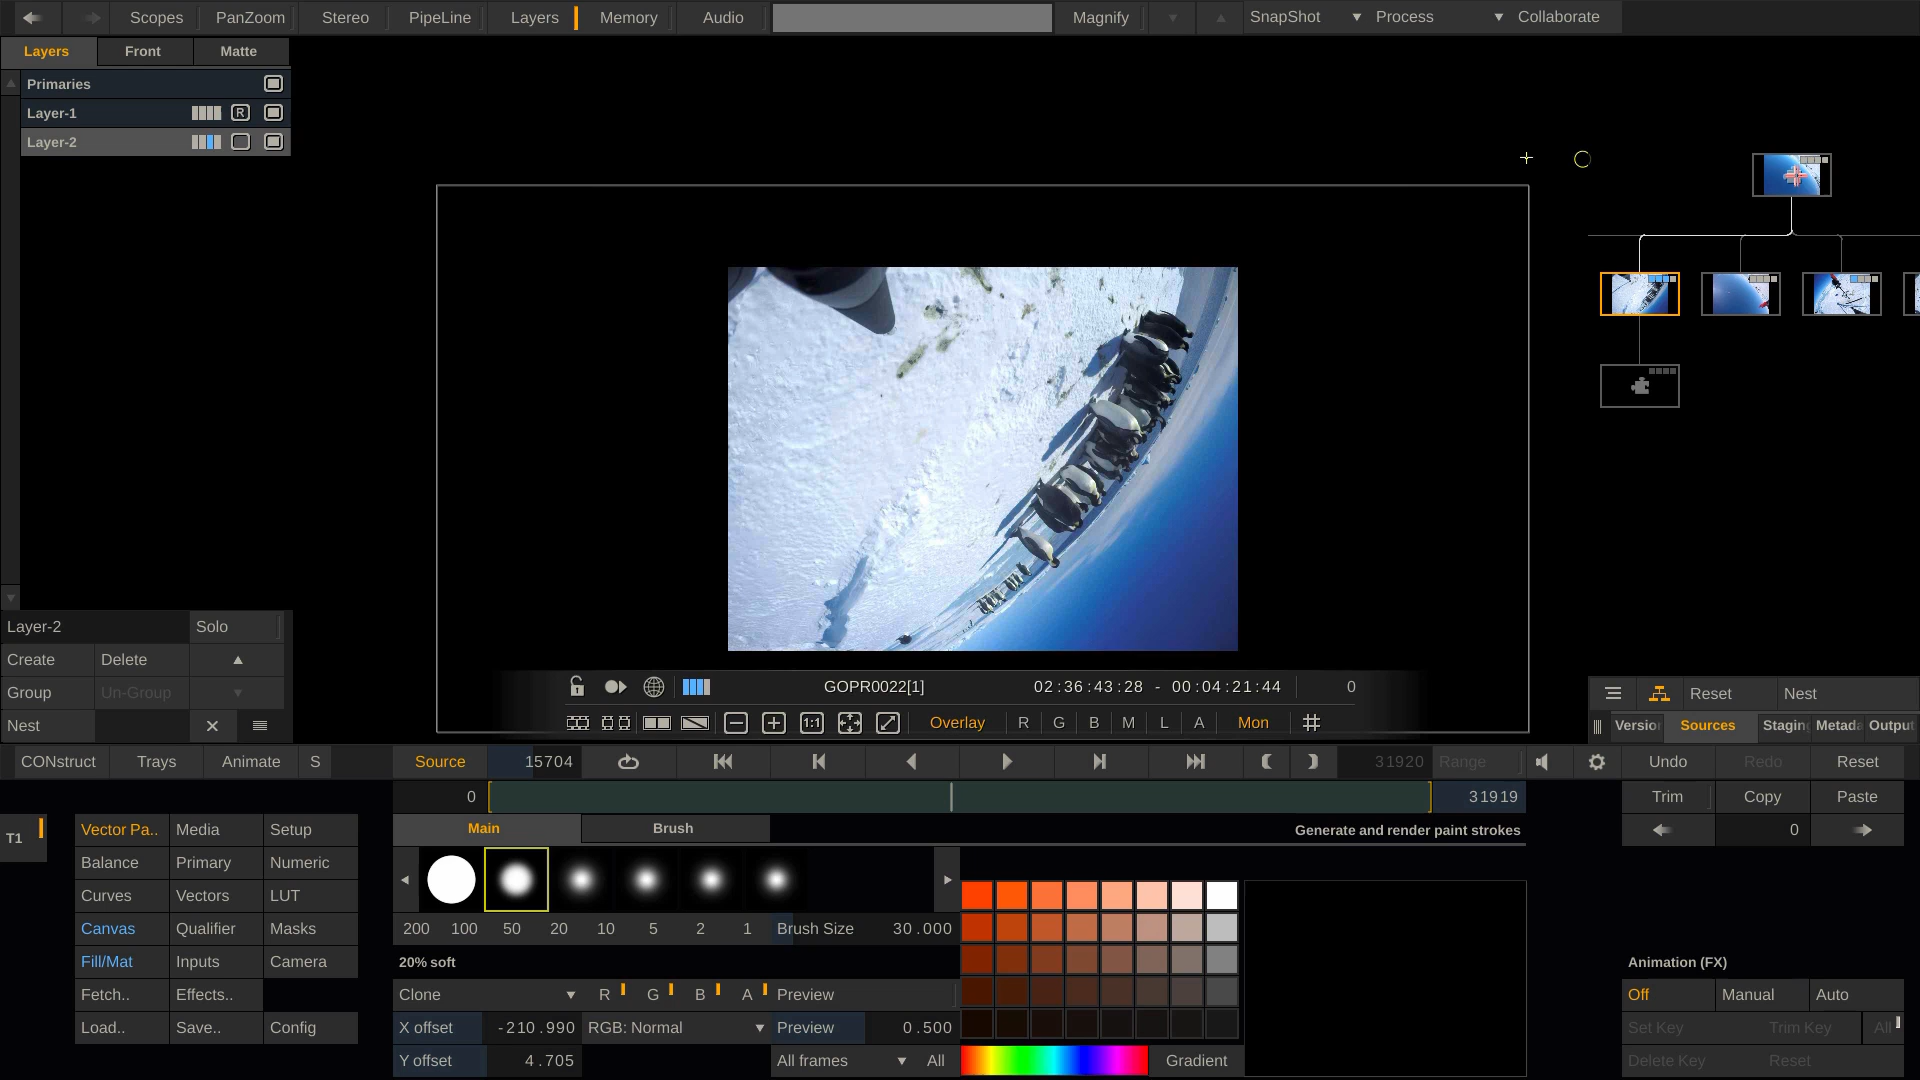 Scopes PanZoom Stereo PipeLine Layers Memory Audio Magnify SnapShot Process Collaborate
Layers Front Matte
Primaries
Layer-1 R
Layer-2
Layer-2 Solo
Create Delete
Group Un-Group
Nest
GOPR0022[1] 02:36:43:28 - 00:04:21:44 0
1:1 Overlay R G B M L A Mon
Reset Nest
Sources Output
CONstruct Trays Animate S Source 15704 31920 Range Undo Redo Reset
0 31919 Trim Copy Paste
0
T1
Vector Pa.. Media Setup
Balance Primary Numeric
Curves Vectors LUT
Canvas Qualifier Masks
Fill/Mat Inputs Camera
Fetch.. Effects..
Load.. Save.. Config
Main Brush Generate and render paint strokes
200 100 50 20 10 5 2 1 Brush Size 30.000
20% soft
Clone R G B A Preview
X offset -210.990 RGB: Normal Preview 0.500
Y offset 4.705 All frames All
Gradient
Animation (FX)
Off Manual Auto
Set Key Trim Key All
Delete Key Reset